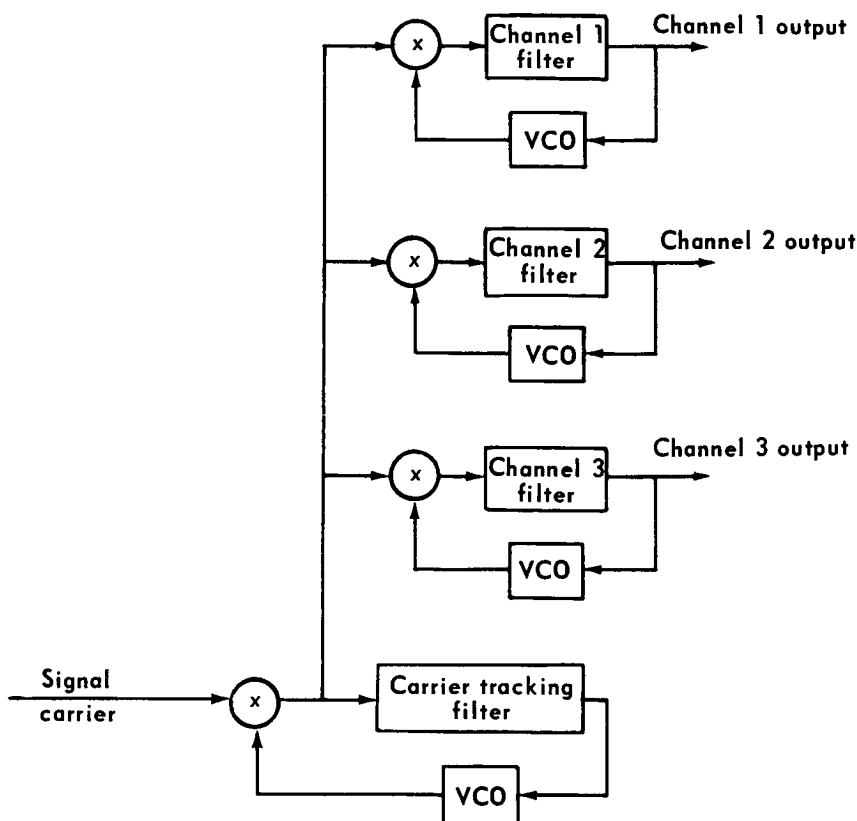 Channel 1 output
x
Channel 1
filter
VCO
Channel 2 output
x
Channel 2
filter
VCO
Channel 3 output
x
Channel 3
filter
VCO
Signal
carrier
x
Carrier tracking
filter
VCO